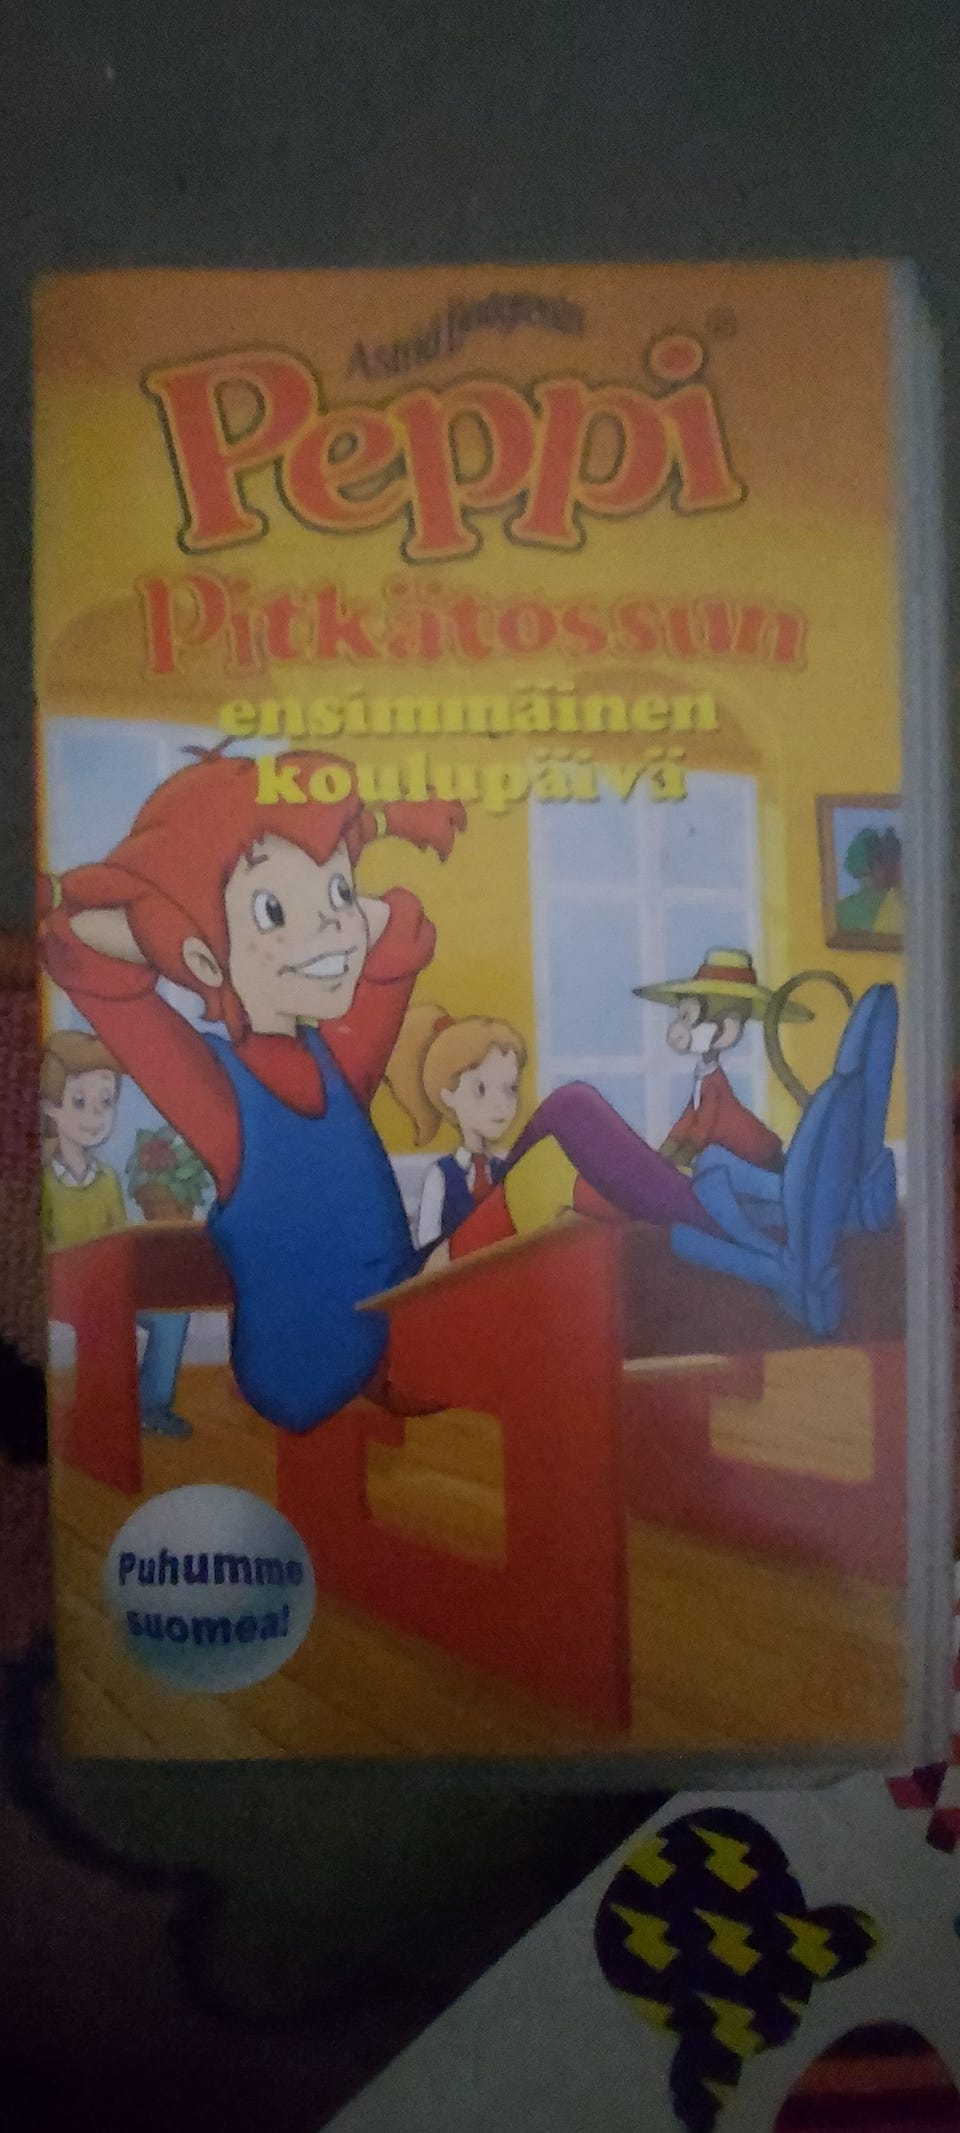 Astrid Lindgrenin
Peppi®
Pitkätossun
ensimmäinen
koulupäivä
Puhumme
suomea!